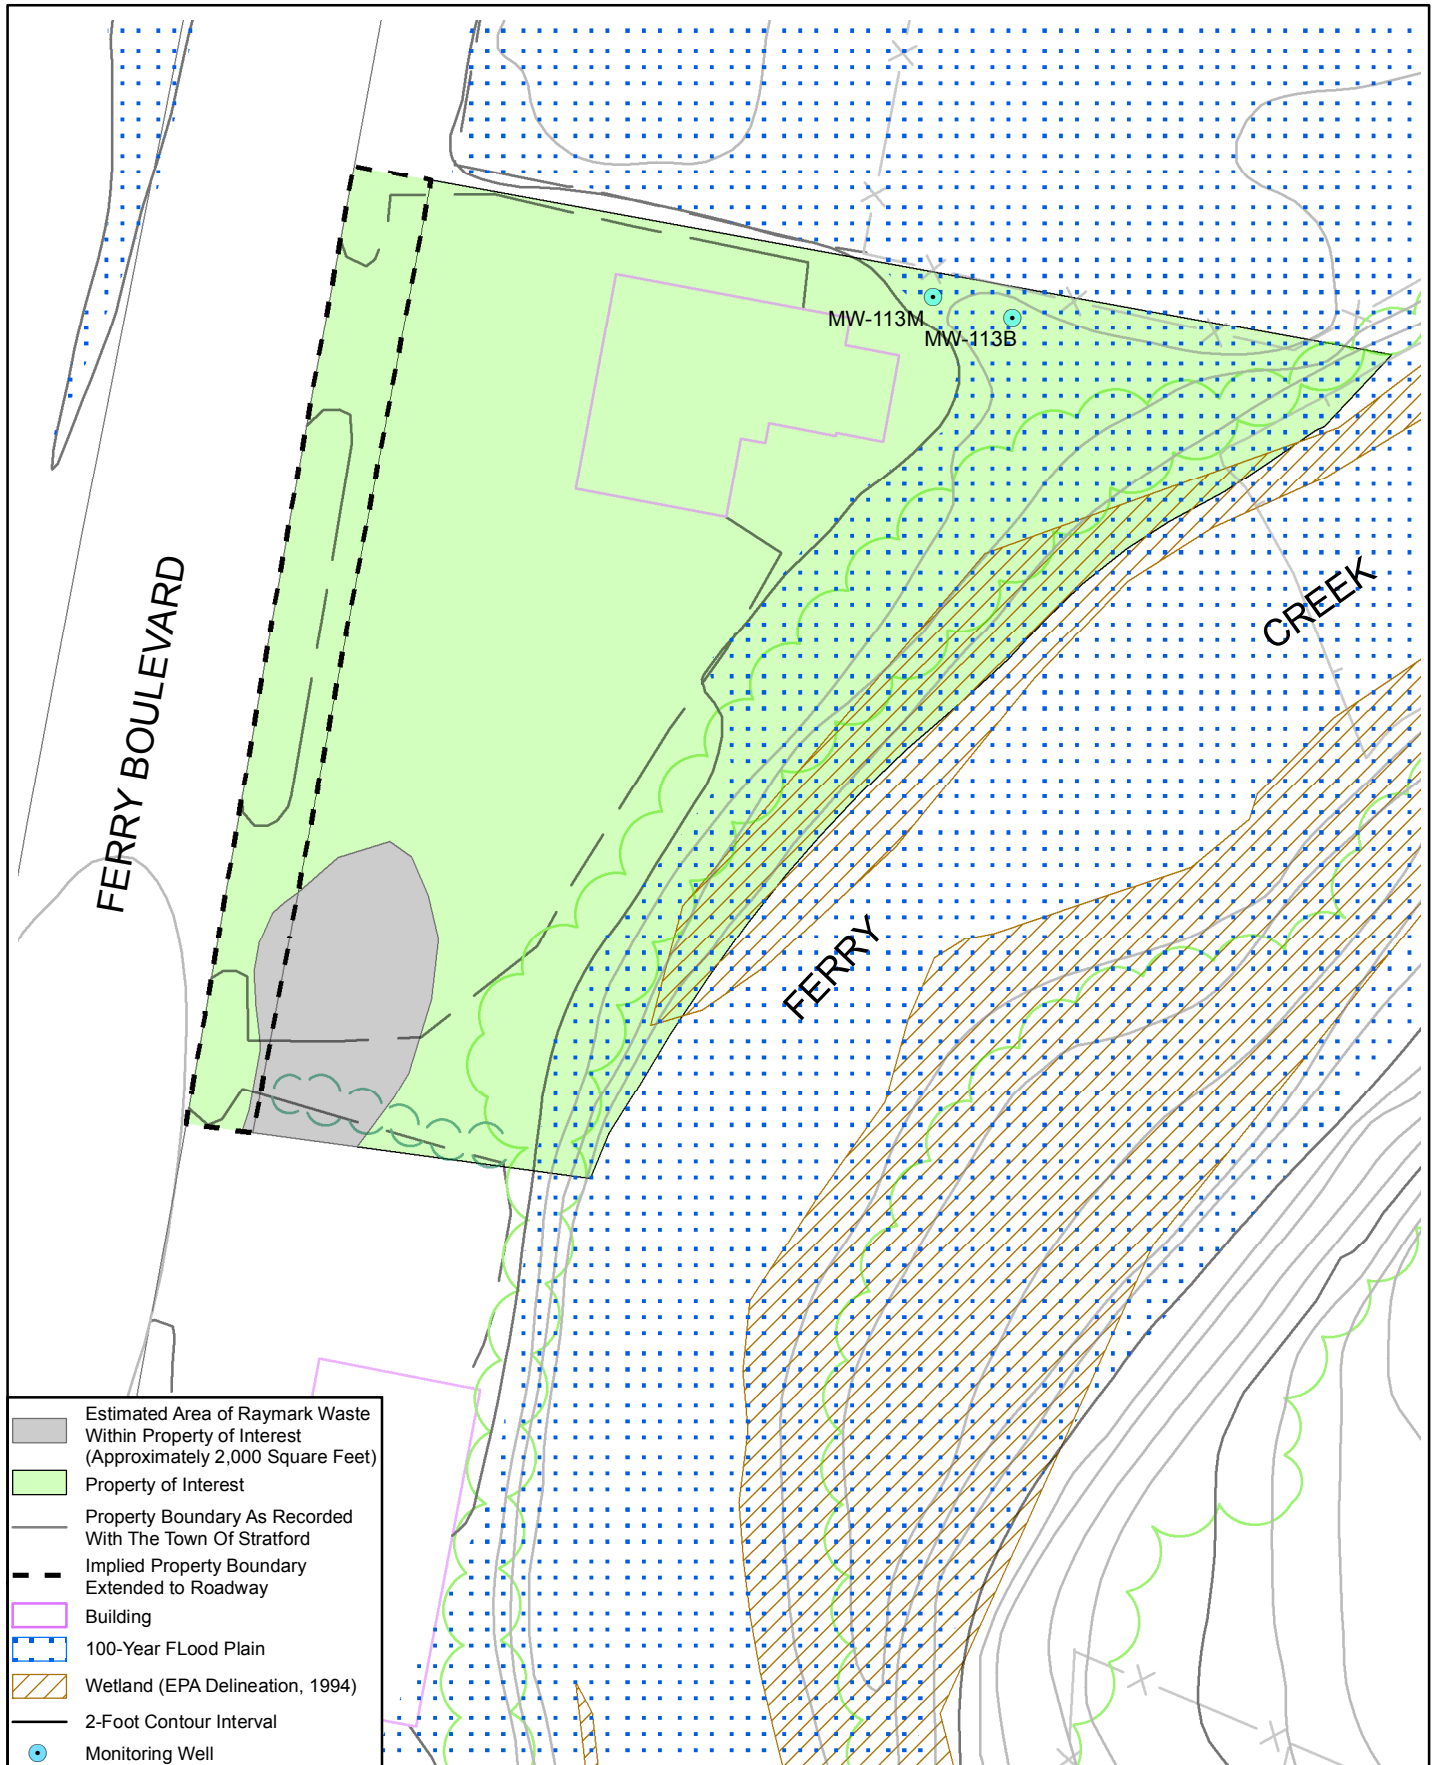 MW-113M
MW-113B
FERRY BOULEVARD
CREEK
FERRY
Estimated Area of Raymark Waste
Within Property of Interest
(Approximately 2,000 Square Feet)
Property of Interest
Property Boundary As Recorded
With The Town Of Stratford
Implied Property Boundary
Extended to Roadway
Building
100-Year FLood Plain
Wetland (EPA Delineation, 1994)
2-Foot Contour Interval
Monitoring Well